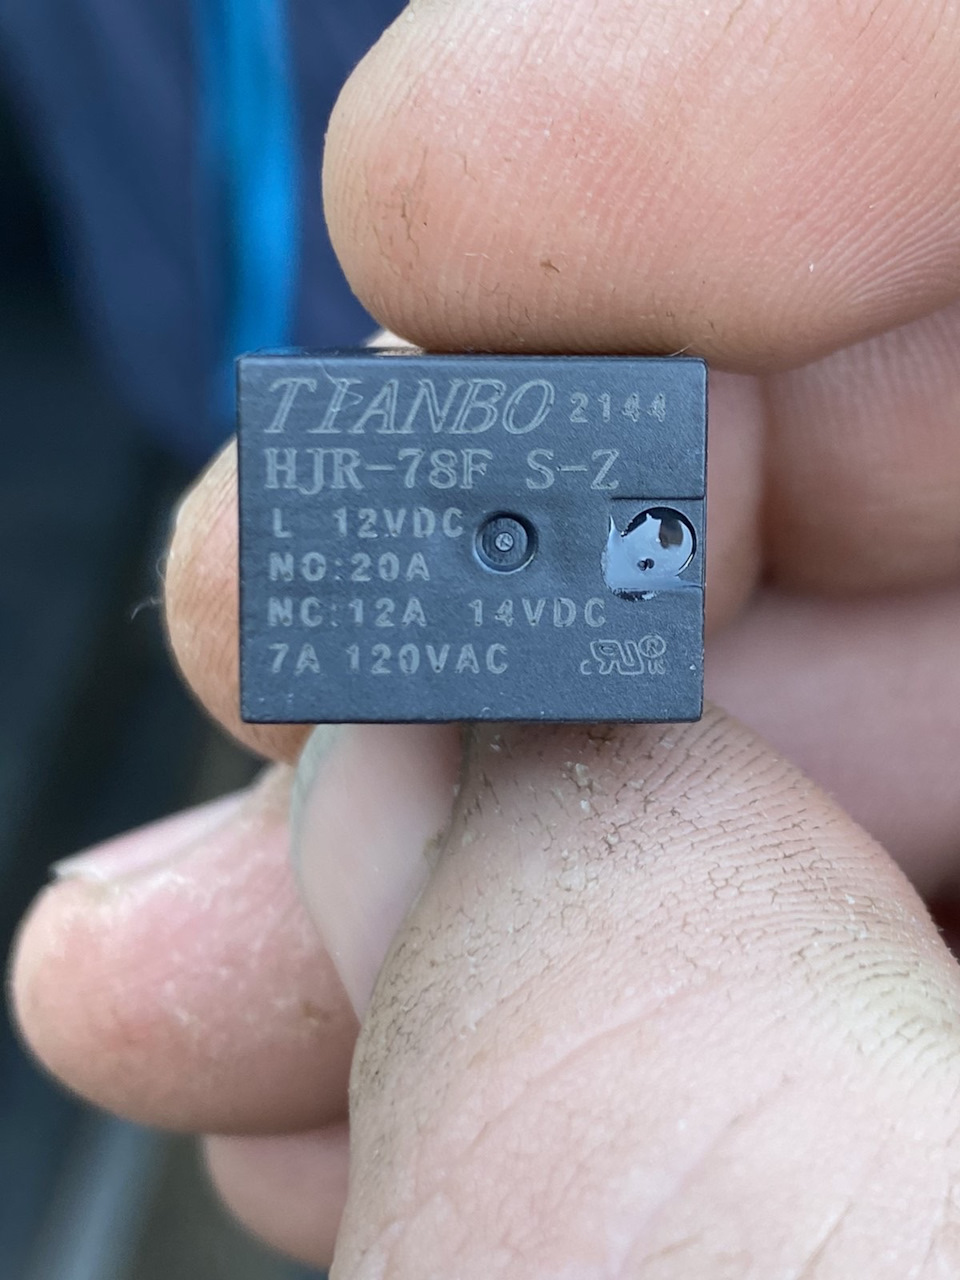 TIANBO 2144
HJR-78F S-Z
L 12VDC
NO:20A
NC:12A 14VDC
7A 120VAC